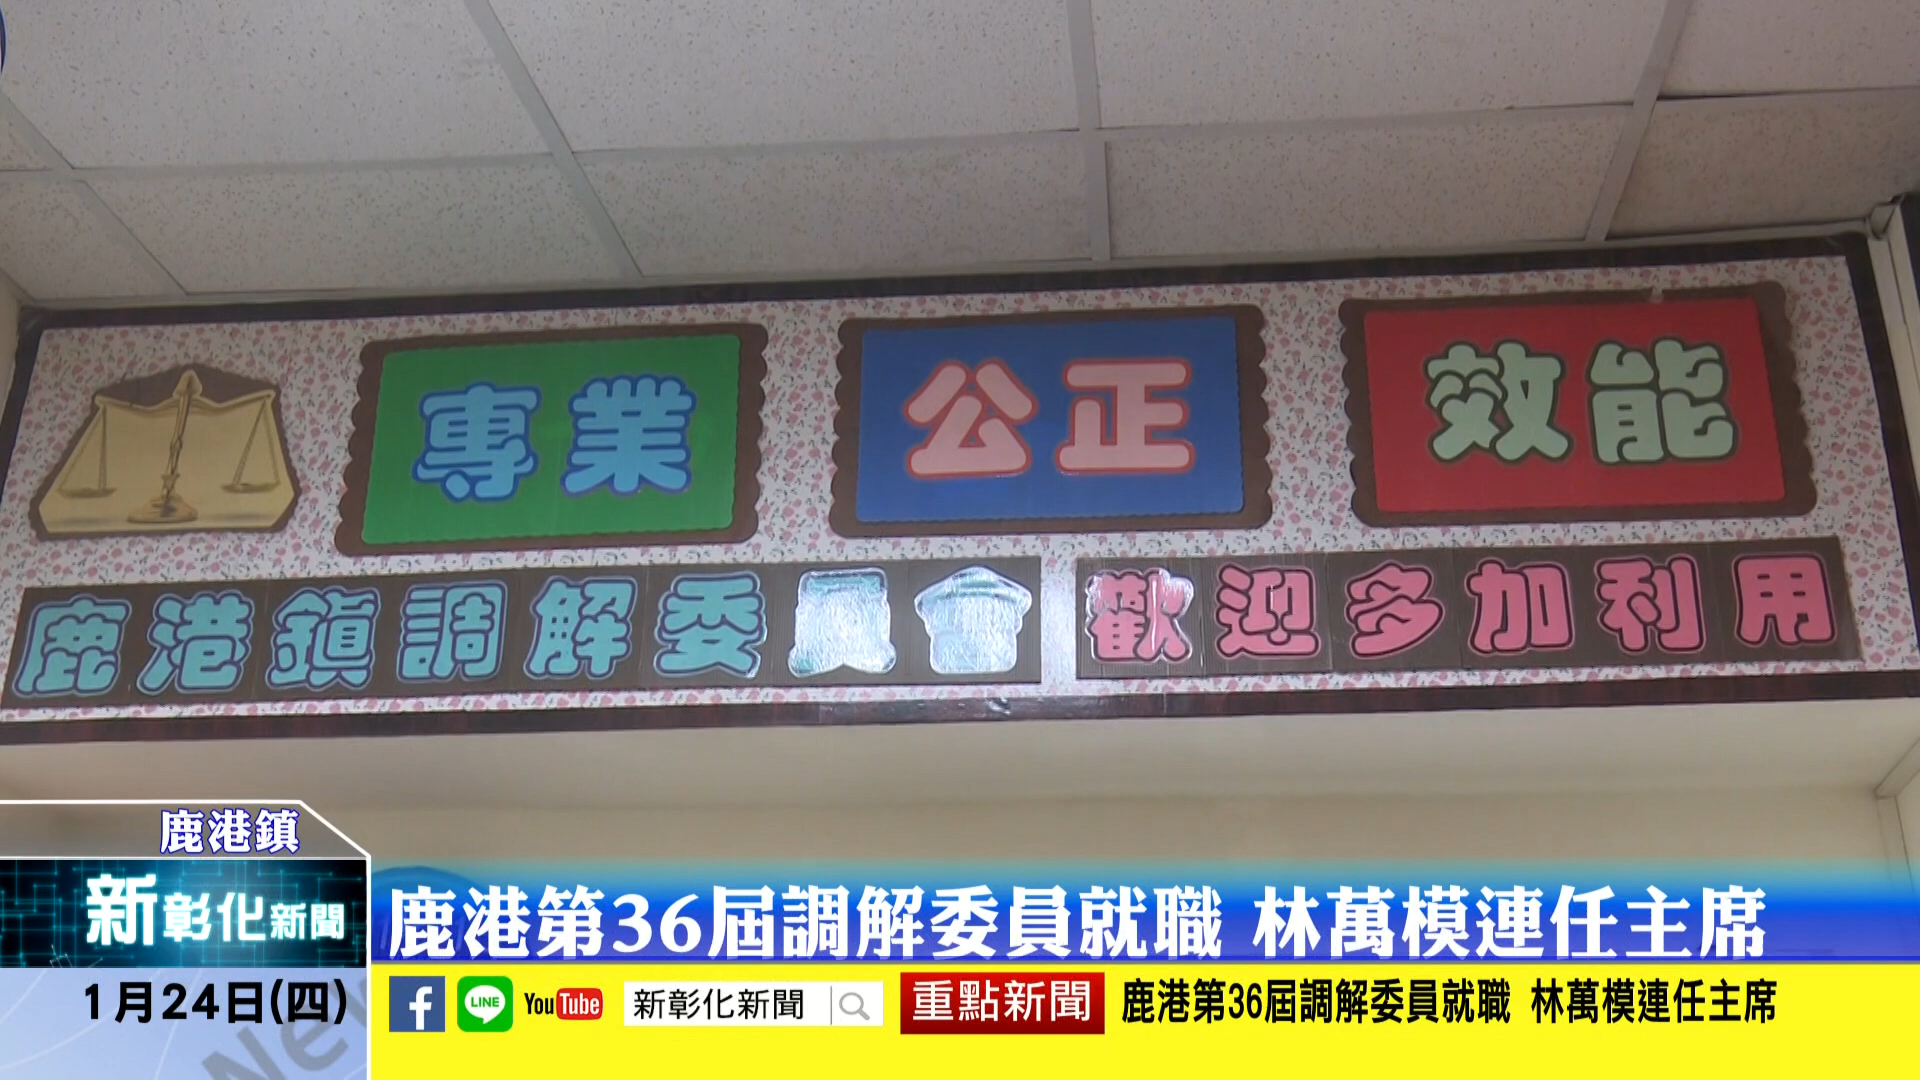 專業 公正 效能
鹿港鎮調解委員會 歡迎多加利用
鹿港鎮
新彰化新聞
鹿港第36屆調解委員就職 林萬模連任主席
1月24日(四)
LINE
YouTube
新彰化新聞
重點新聞
鹿港第36屆調解委員就職 林萬模連任主席